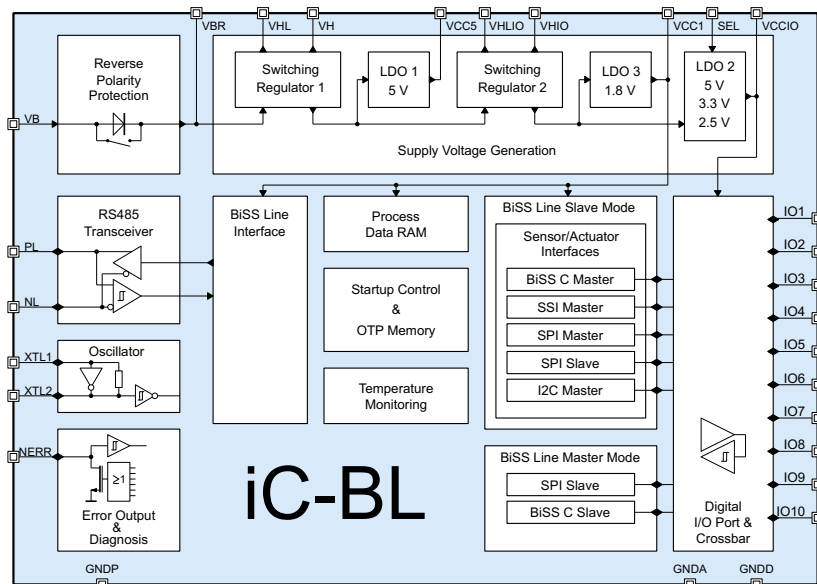 VBR
VHL
VH
VCC5
VHLIO
VHIO
VCC1
SEL
VCCIO
Reverse
Polarity
Protection
VB
Switching
Regulator 1
LDO 1
5 V
Switching
Regulator 2
LDO 3
1.8 V
LDO 2
5 V
3.3 V
2.5 V
Supply Voltage Generation
RS485
Transceiver
PL
NL
BiSS Line
Interface
Process
Data RAM
Startup Control
&
OTP Memory
Temperature
Monitoring
BiSS Line Slave Mode
Sensor/Actuator
Interfaces
BiSS C Master
SSI Master
SPI Master
SPI Slave
I2C Master
BiSS Line Master Mode
SPI Slave
BiSS C Slave
IO1
IO2
IO3
IO4
IO5
IO6
IO7
IO8
IO9
IO10
Digital
I/O Port &
Crossbar
XTL1
XTL2
Oscillator
NERR
≥1
Error Output
&
Diagnosis
iC-BL
GNDP
GNDA
GNDD